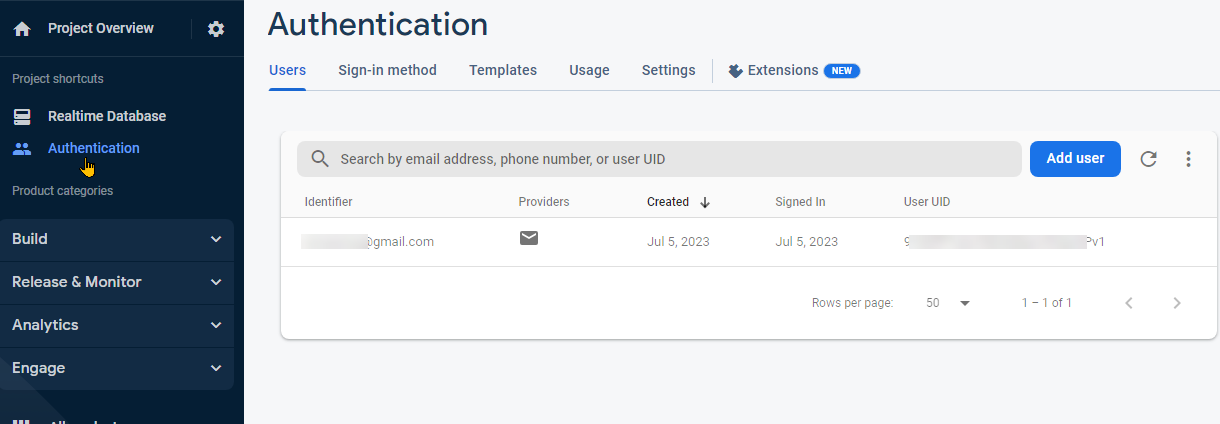 Authentication
Project Overview
Users Sign-in method Templates Usage Settings Extensions NEW
Project shortcuts
Realtime Database
Authentication
Product categories
Build
Release & Monitor
Analytics
Engage
Search by email address, phone number, or user UID Add user
Identifier Providers Created Signed In User UID
@gmail.com Jul 5, 2023 Jul 5, 2023 9 Pv1
Rows per page: 50 1 – 1 of 1